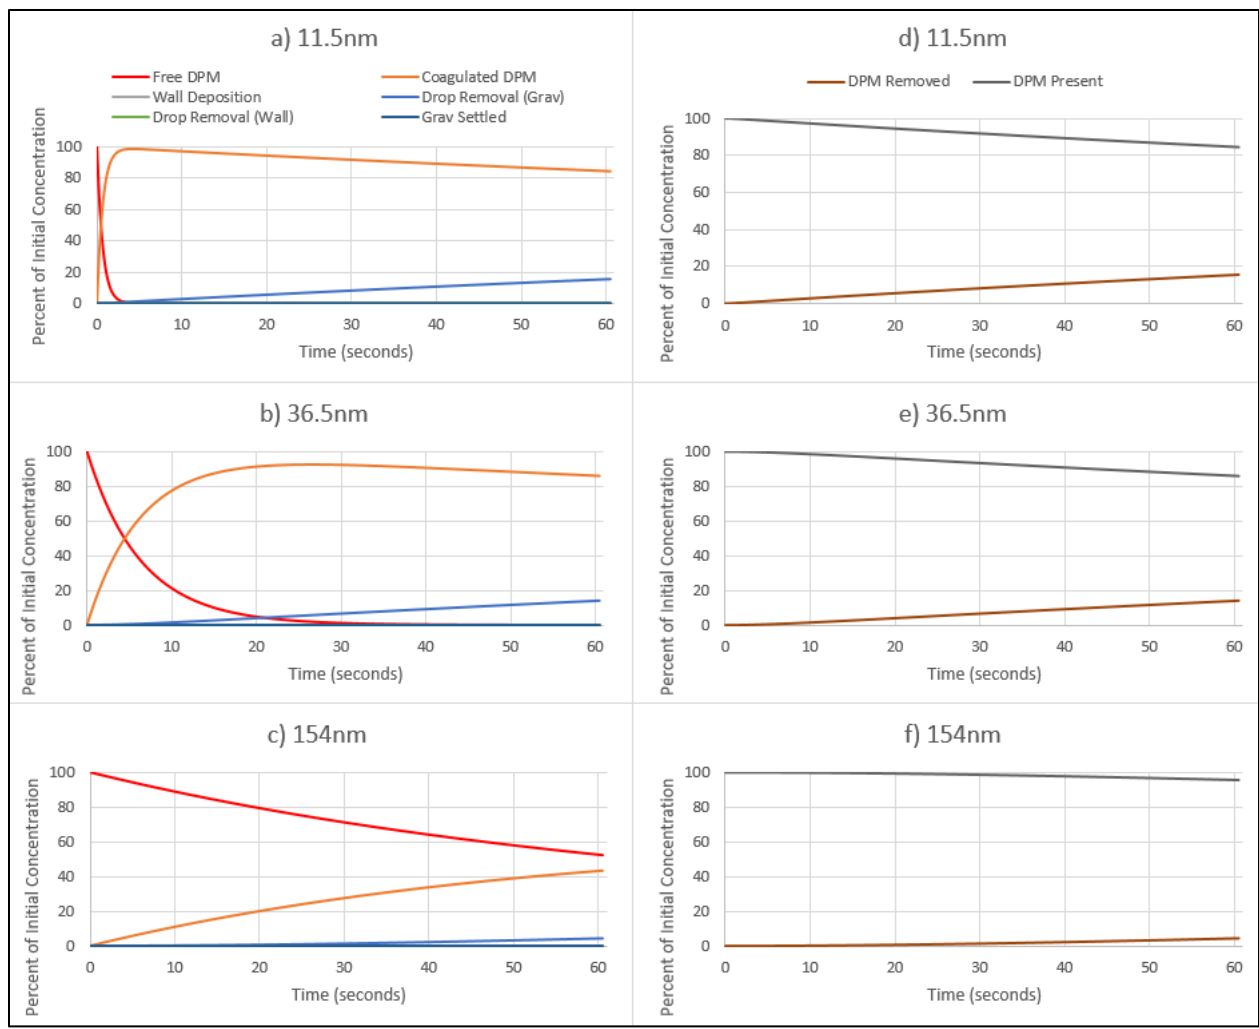 a) 11.5nm
Free DPM
Coagulated DPM
Wall Deposition
Drop Removal (Grav)
Drop Removal (Wall)
Grav Settled
Percent of Initial Concentration
100
80
60
40
20
0
0 10 20 30 40 50 60
Time (seconds)
d) 11.5nm
DPM Removed
DPM Present
Percent of Initial Concentration
100
80
60
40
20
0
0 10 20 30 40 50 60
Time (seconds)
b) 36.5nm
Percent of Initial Concentration
100
80
60
40
20
0
0 10 20 30 40 50 60
Time (seconds)
e) 36.5nm
Percent of Initial Concentration
100
80
60
40
20
0
0 10 20 30 40 50 60
Time (seconds)
c) 154nm
Percent of Initial Concentration
100
80
60
40
20
0
0 10 20 30 40 50 60
Time (seconds)
f) 154nm
Percent of Initial Concentration
100
80
60
40
20
0
0 10 20 30 40 50 60
Time (seconds)